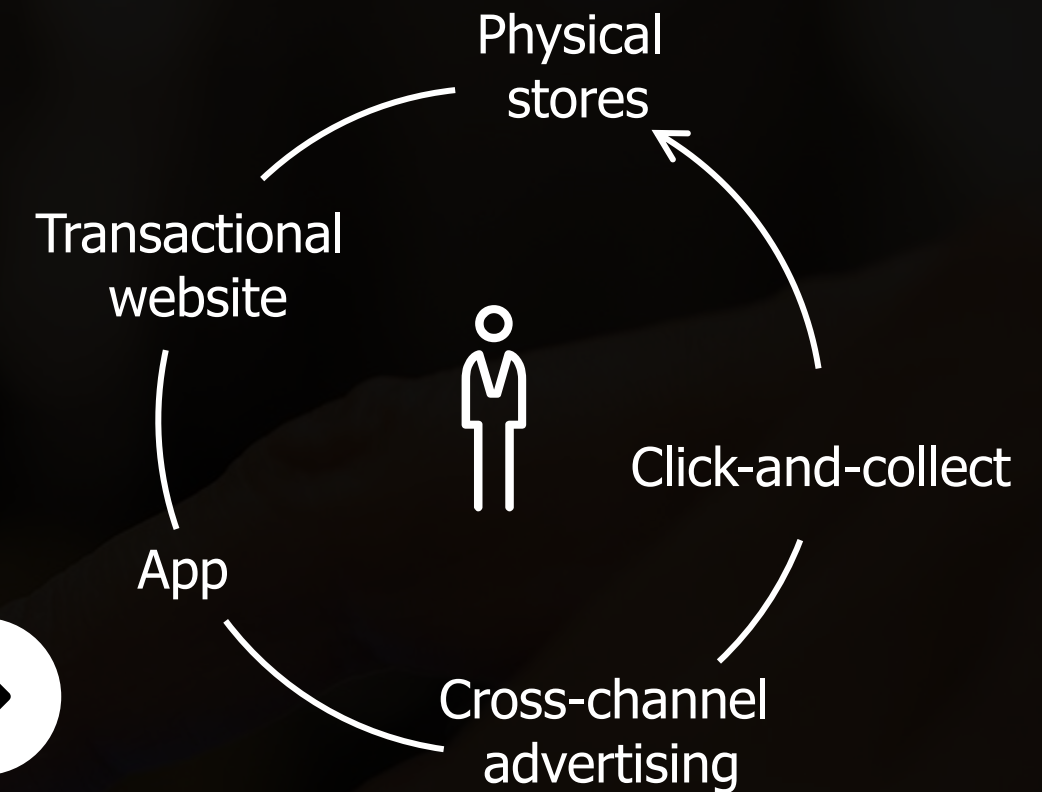 Physical
stores
Transactional
website
Click-and-collect
App
Cross-channel
advertising